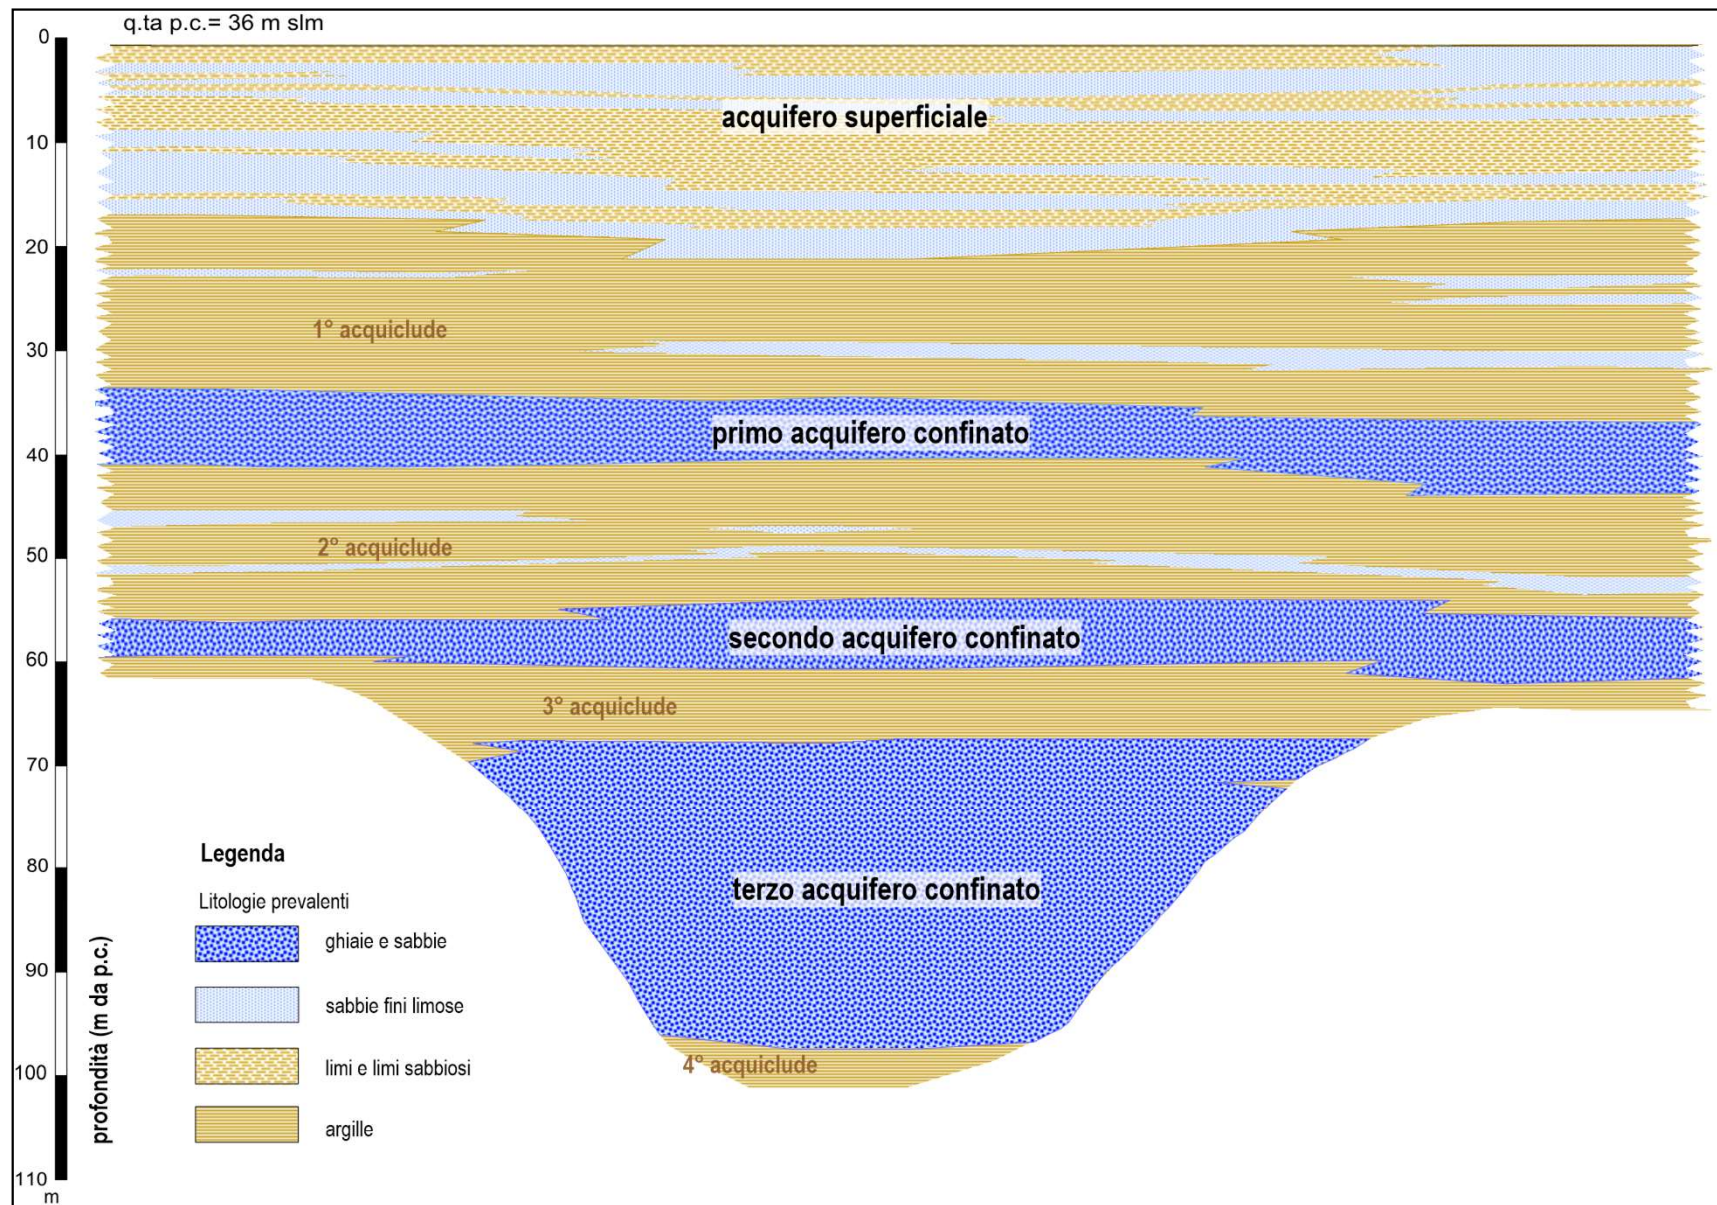 q.ta p.c.= 36 m slm
0
10
20
30
40
50
60
70
80
90
100
110
m
profondità (m da p.c.)
acquifero superficiale
1° acquiclude
primo acquifero confinato
2° acquiclude
secondo acquifero confinato
3° acquiclude
terzo acquifero confinato
4° acquiclude
Legenda
Litologie prevalenti
ghiaie e sabbie
sabbie fini limose
limi e limi sabbiosi
argille